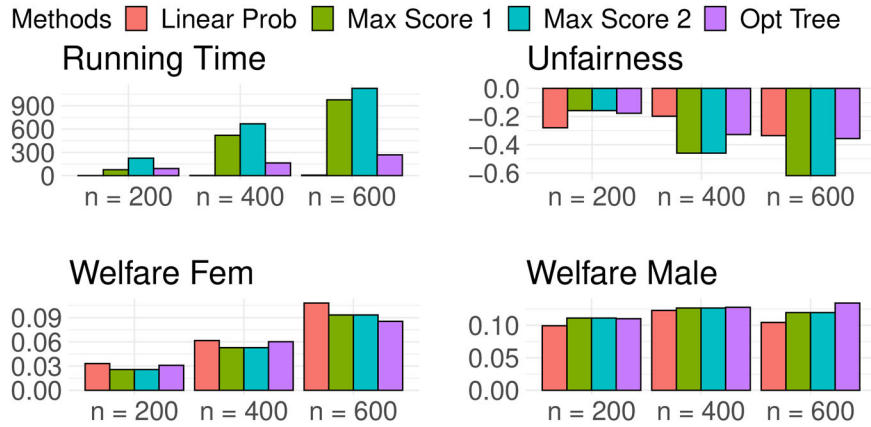 Methods Linear Prob Max Score 1 Max Score 2 Opt Tree
Running Time
900
600
300
0
n = 200 n = 400 n = 600
Unfairness
0.0
−0.2
−0.4
−0.6
n = 200 n = 400 n = 600
Welfare Fem
0.09
0.06
0.03
0.00
n = 200 n = 400 n = 600
Welfare Male
0.10
0.05
0.00
n = 200 n = 400 n = 600